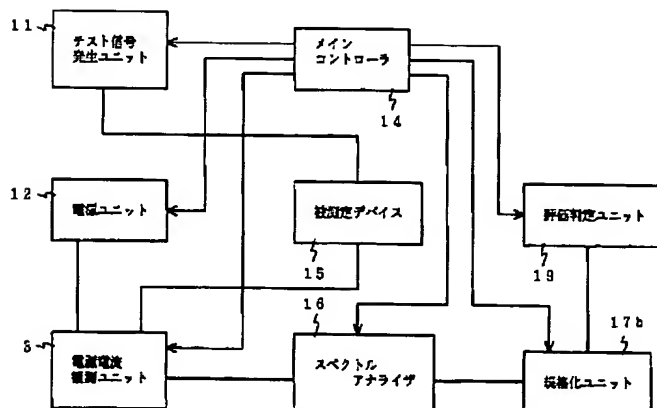 11
テスト信号
発生ユニット
メイン
コントローラ
14
12
電源ユニット
被測定デバイス
15
評価判定ユニット
19
16
17b
5
電源電流
観測ユニット
スペクトル
アナライザ
規格化ユニット